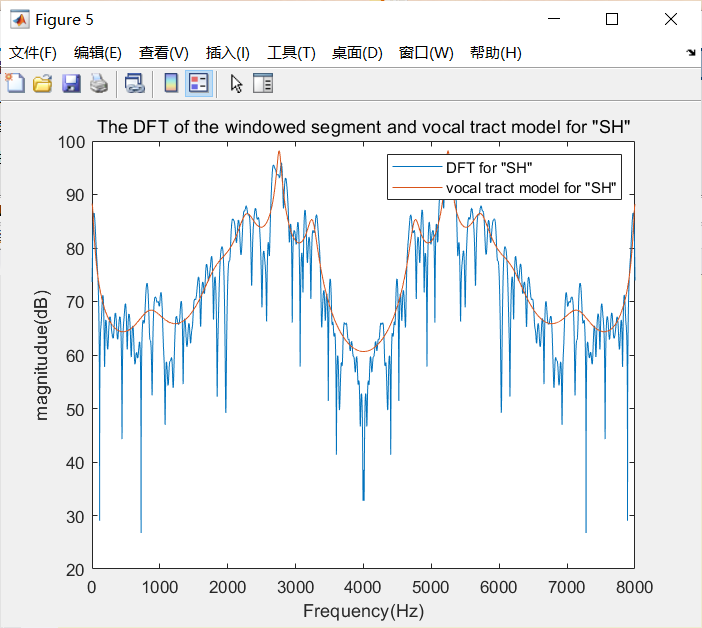 Figure 5
文件(F) 编辑(E) 查看(V) 插入(I) 工具(T) 桌面(D) 窗口(W) 帮助(H)
The DFT of the windowed segment and vocal tract model for "SH"
DFT for "SH"
vocal tract model for "SH"
100
90
80
70
60
50
40
30
20
magnitudue(dB)
0 1000 2000 3000 4000 5000 6000 7000 8000
Frequency(Hz)